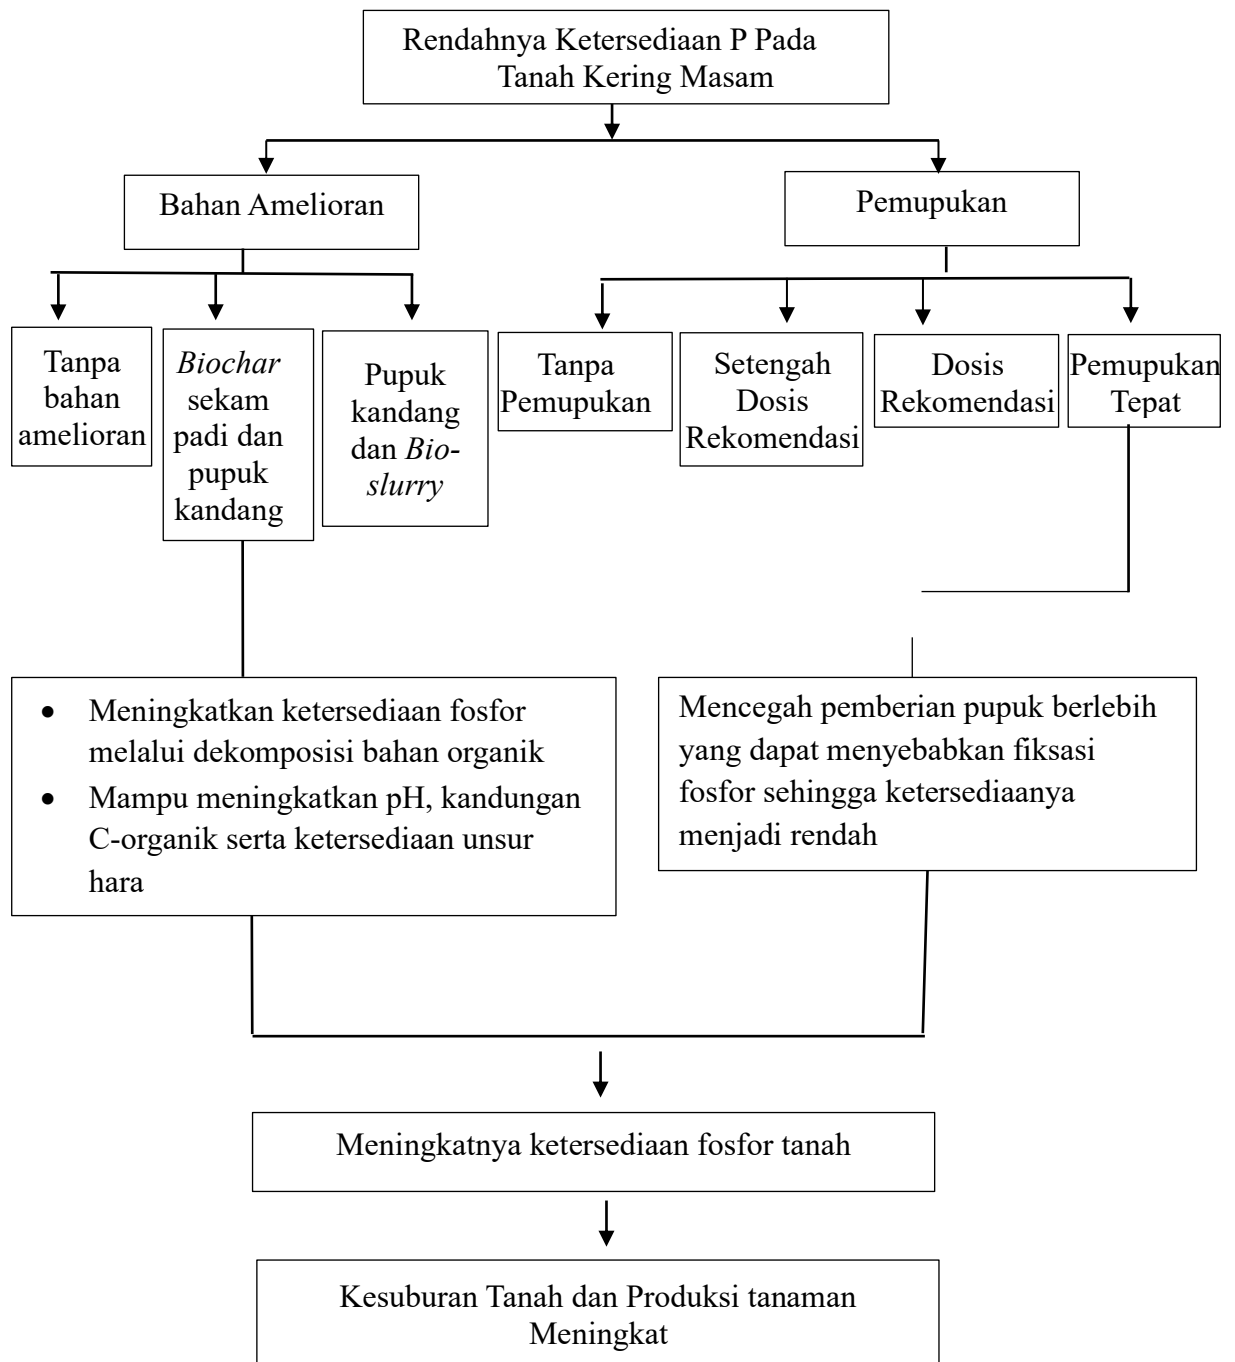 Rendahnya Ketersediaan P Pada
Tanah Kering Masam
Bahan Amelioran
Pemupukan
Tanpa
bahan
amelioran
Biochar
sekam
padi dan
pupuk
kandang
Pupuk
kandang
dan Bio-
slurry
Tanpa
Pemupukan
Setengah
Dosis
Rekomendasi
Dosis
Rekomendasi
Pemupukan
Tepat
• Meningkatkan ketersediaan fosfor
melalui dekomposisi bahan organik
• Mampu meningkatkan pH, kandungan
C-organik serta ketersediaan unsur
hara
Mencegah pemberian pupuk berlebih
yang dapat menyebabkan fiksasi
fosfor sehingga ketersediaanya
menjadi rendah
Meningkatnya ketersediaan fosfor tanah
Kesuburan Tanah dan Produksi tanaman
Meningkat